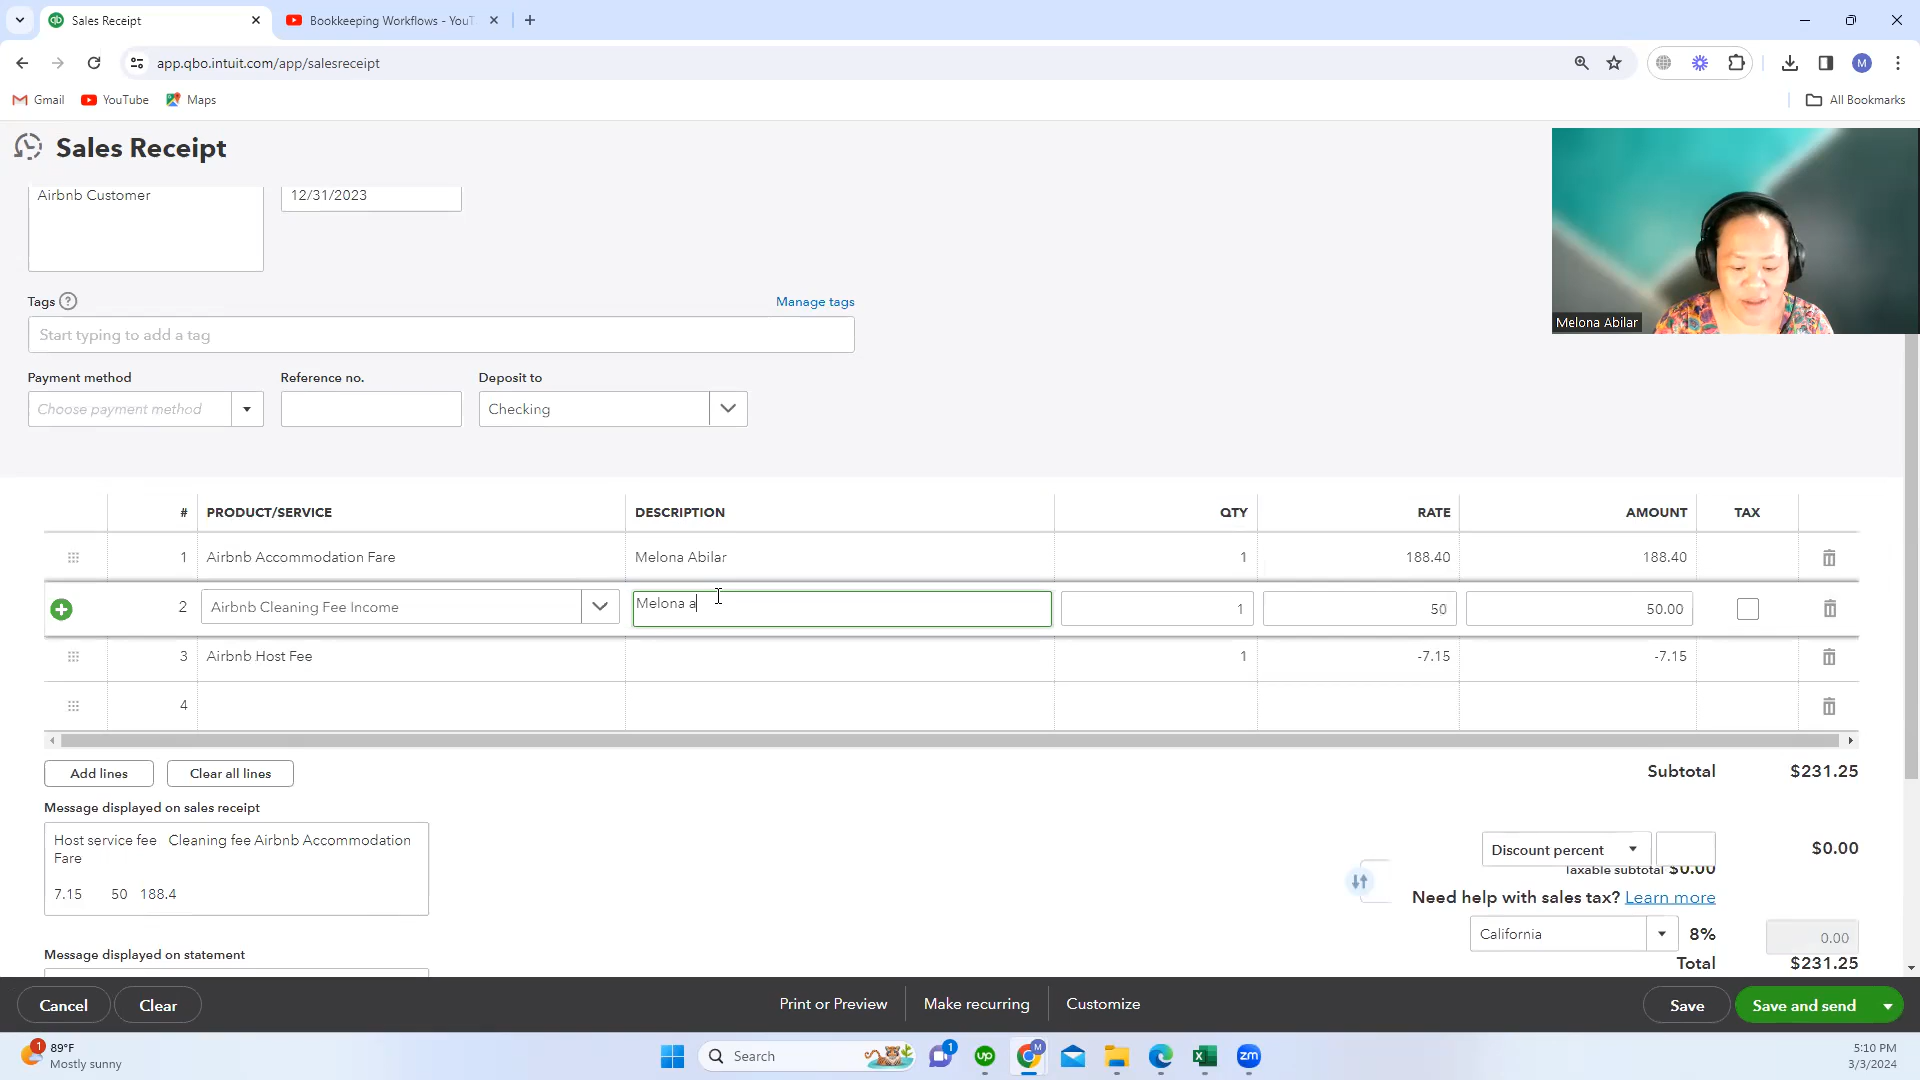 Sales Receipt
Bookkeeping Workflows - YouT
app.qbo.intuit.com/app/salesreceipt
M
Gmail
YouTube
Maps
All Bookmarks
Sales Receipt
Airbnb Customer
12/31/2023
Melona Abilar
Tags ?
Manage tags
Start typing to add a tag
Payment method
Reference no.
Deposit to
Choose payment method
Checking
# PRODUCT/SERVICE DESCRIPTION QTY RATE AMOUNT TAX
1 Airbnb Accommodation Fare Melona Abilar 1 188.40 188.40
2 Airbnb Cleaning Fee Income Melona a 1 50 50.00
3 Airbnb Host Fee 1 -7.15 -7.15
4
Add lines
Clear all lines
Subtotal $231.25
Message displayed on sales receipt
Host service fee Cleaning fee Airbnb Accommodation
Fare
7.15 50 188.4
Discount percent
$0.00
Taxable subtotal $0.00
Need help with sales tax? Learn more
California 8% 0.00
Message displayed on statement
Total $231.25
Cancel
Clear
Print or Preview
Make recurring
Customize
Save
Save and send
1
89°F
Mostly sunny
Search
1
up
M
zm
5:10 PM
3/3/2024